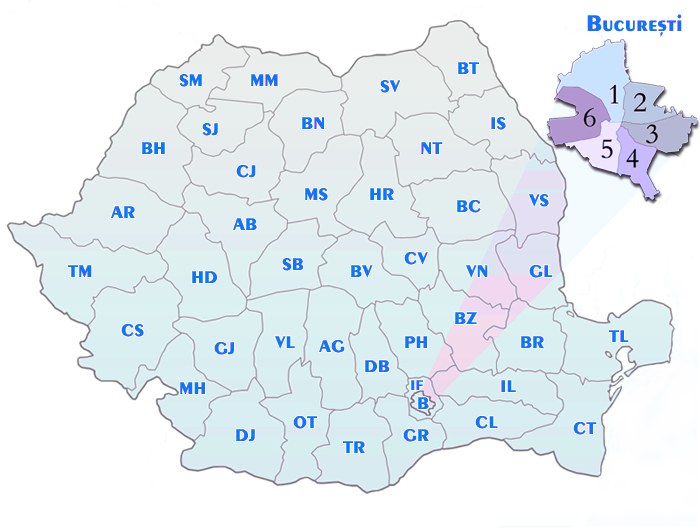 BUCUREȘTI
1
2
3
4
5
6
SM
MM
SV
BT
SJ
BN
IS
BH
NT
CJ
MS
HR
BC
VS
AR
AB
TM
HD
SB
BV
CV
VN
GL
CS
GJ
VL
AG
DB
PH
BZ
BR
TL
MH
IF
IL
B
DJ
OT
TR
GR
CL
CT